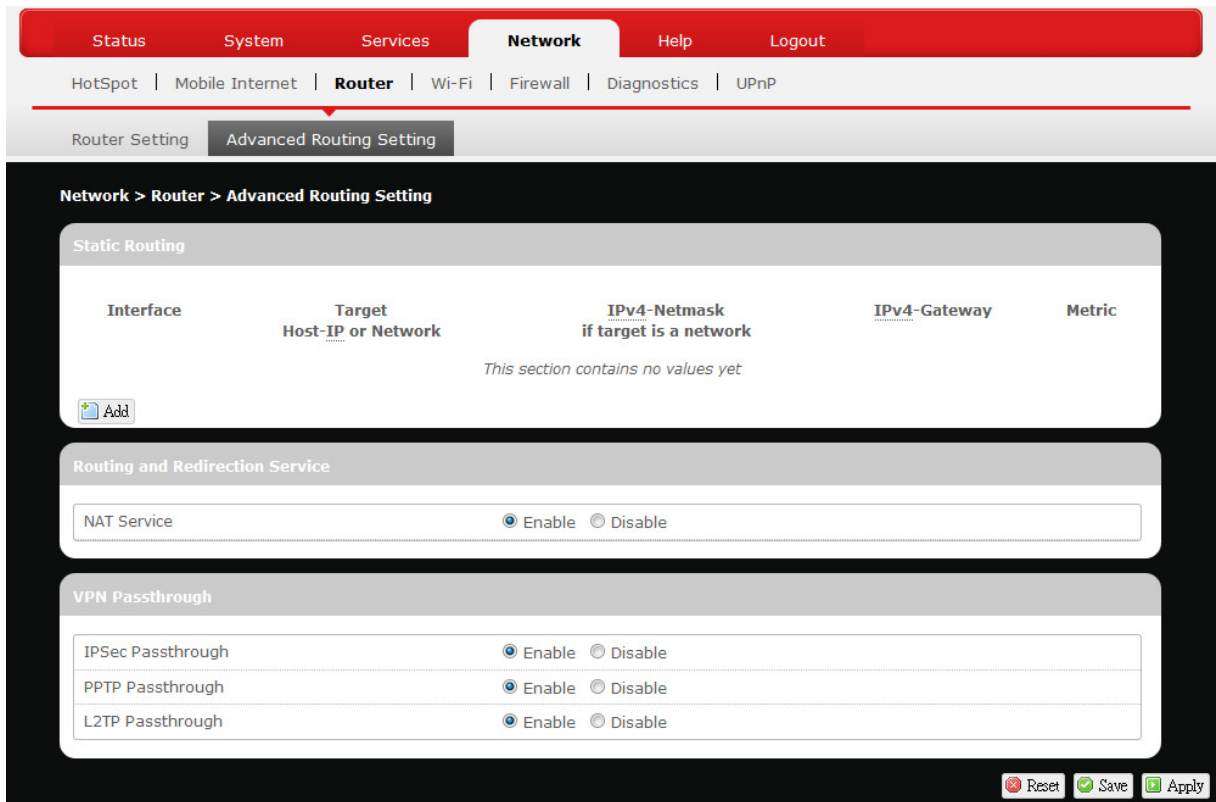 Status System Services Network Help Logout
HotSpot | Mobile Internet | Router | Wi-Fi | Firewall | Diagnostics | UPnP
Router Setting Advanced Routing Setting
Network > Router > Advanced Routing Setting
Static Routing
Interface Target IPv4-Netmask IPv4-Gateway Metric
Host-IP or Network if target is a network
This section contains no values yet
Add
Routing and Redirection Service
NAT Service Enable Disable
VPN Passthrough
IPSec Passthrough Enable Disable
PPTP Passthrough Enable Disable
L2TP Passthrough Enable Disable
Reset Save Apply